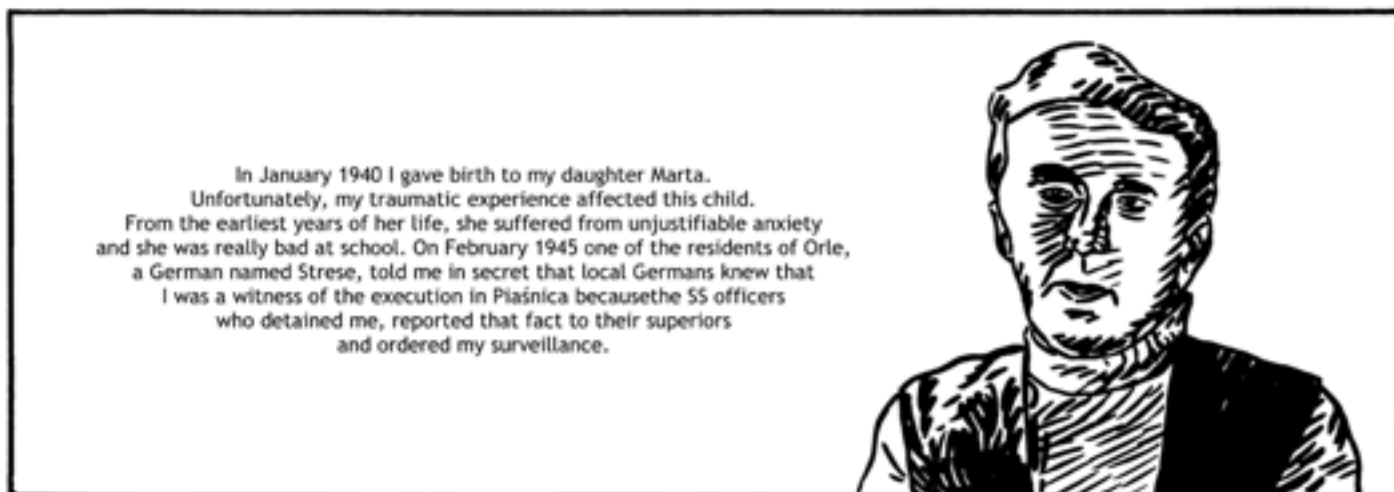 In January 1940 I gave birth to my daughter Marta.
Unfortunately, my traumatic experience affected this child.
From the earliest years of her life, she suffered from unjustifiable anxiety
and she was really bad at school. On February 1945 one of the residents of Orle,
a German named Strese, told me in secret that local Germans knew that
I was a witness of the execution in Piaśnica becausethe SS officers
who detained me, reported that fact to their superiors
and ordered my surveillance.